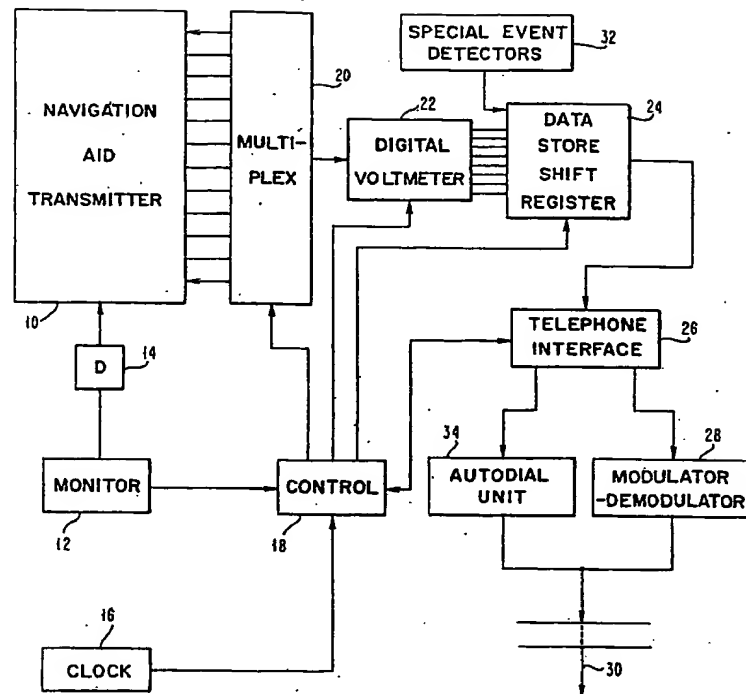 SPECIAL EVENT
DETECTORS
32
20
NAVIGATION
AID
TRANSMITTER
10
MULTI-
PLEX
22
DIGITAL
VOLTMETER
24
DATA
STORE
SHIFT
REGISTER
D
14
TELEPHONE
INTERFACE
26
MONITOR
12
CONTROL
18
34
AUTODIAL
UNIT
28
MODULATOR
-DEMODULATOR
16
CLOCK
30